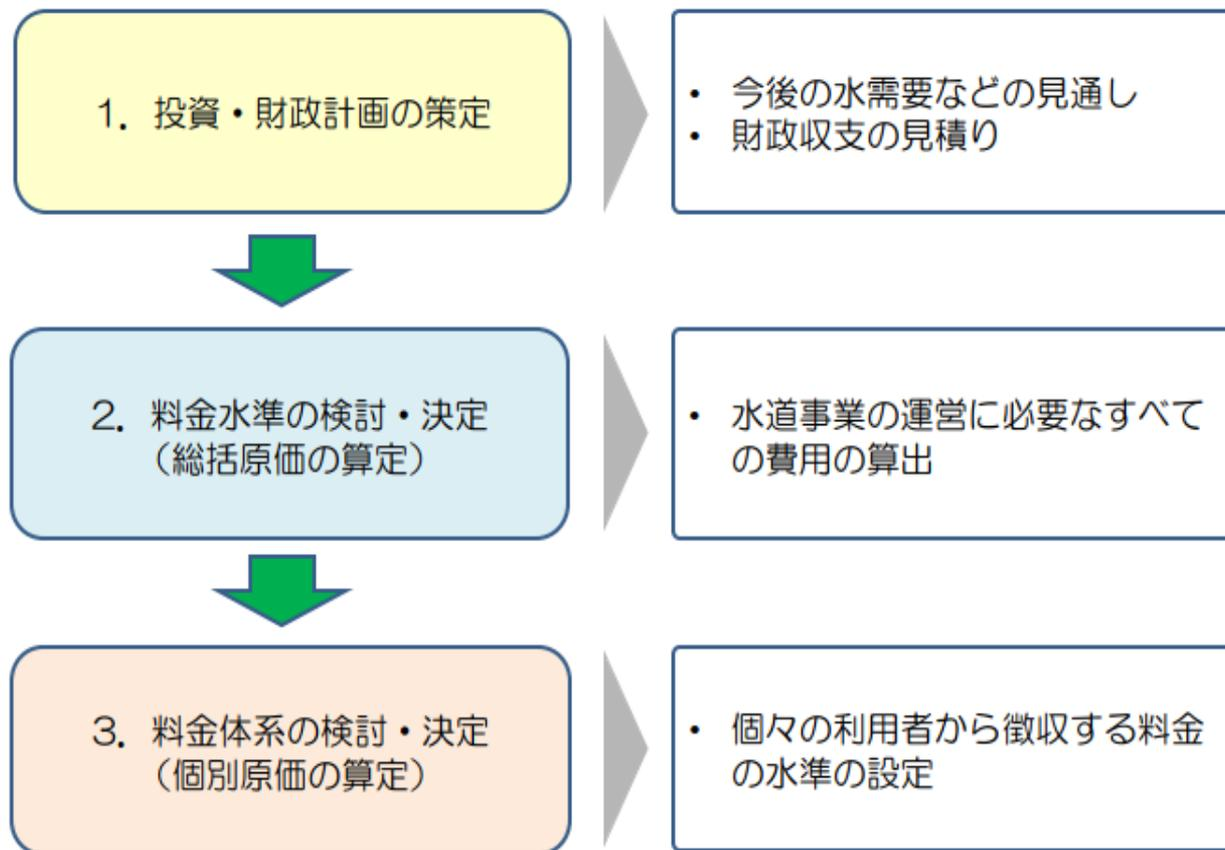 1．投資・財政計画の策定
• 今後の水需要などの見通し
• 財政収支の見積り
2．料金水準の検討・決定
（総括原価の算定）
• 水道事業の運営に必要なすべて
の費用の算出
3．料金体系の検討・決定
（個別原価の算定）
• 個々の利用者から徴収する料金
の水準の設定